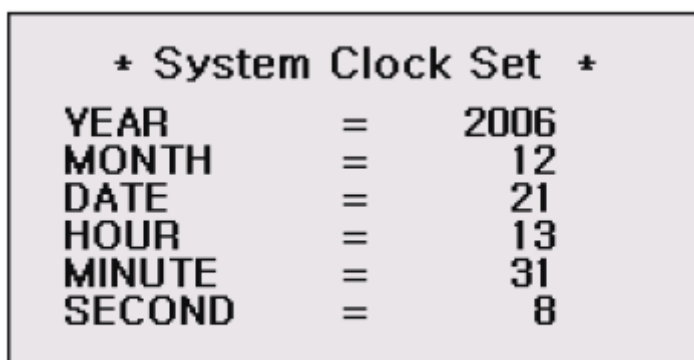 * System Clock Set *
YEAR = 2006
MONTH = 12
DATE = 21
HOUR = 13
MINUTE = 31
SECOND = 8